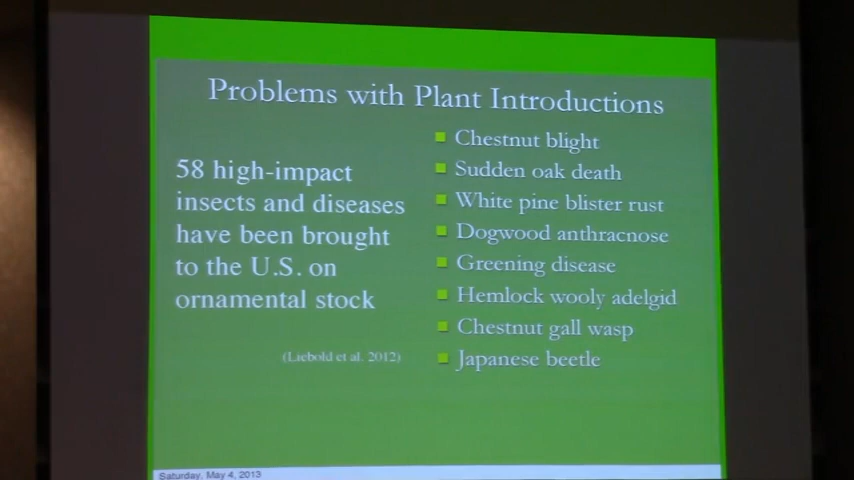 Problems with Plant Introductions
58 high-impact
insects and diseases
have been brought
to the U.S. on
ornamental stock
(Liebold et al. 2012)
Chestnut blight
Sudden oak death
White pine blister rust
Dogwood anthracnose
Greening disease
Hemlock wooly adelgid
Chestnut gall wasp
Japanese beetle
Saturday, May 4, 2013